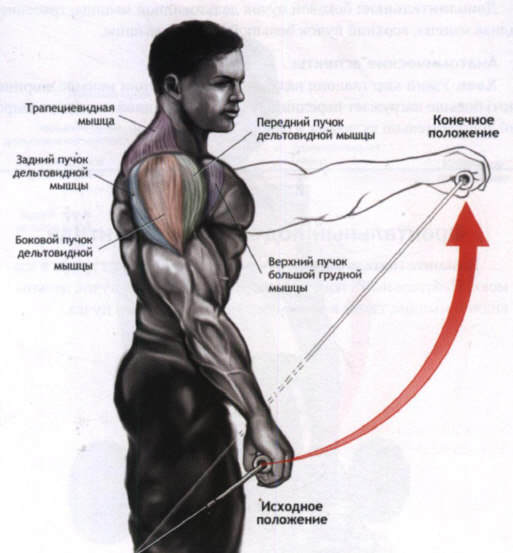 Трапециевидная
мышца
Передний пучок
дельтовидной мышцы
Конечное
положение
Задний пучок
дельтовидной
мышцы
Боковой пучок
дельтовидной
мышцы
Верхний пучок
большой грудной
мышцы
Исходное
положение